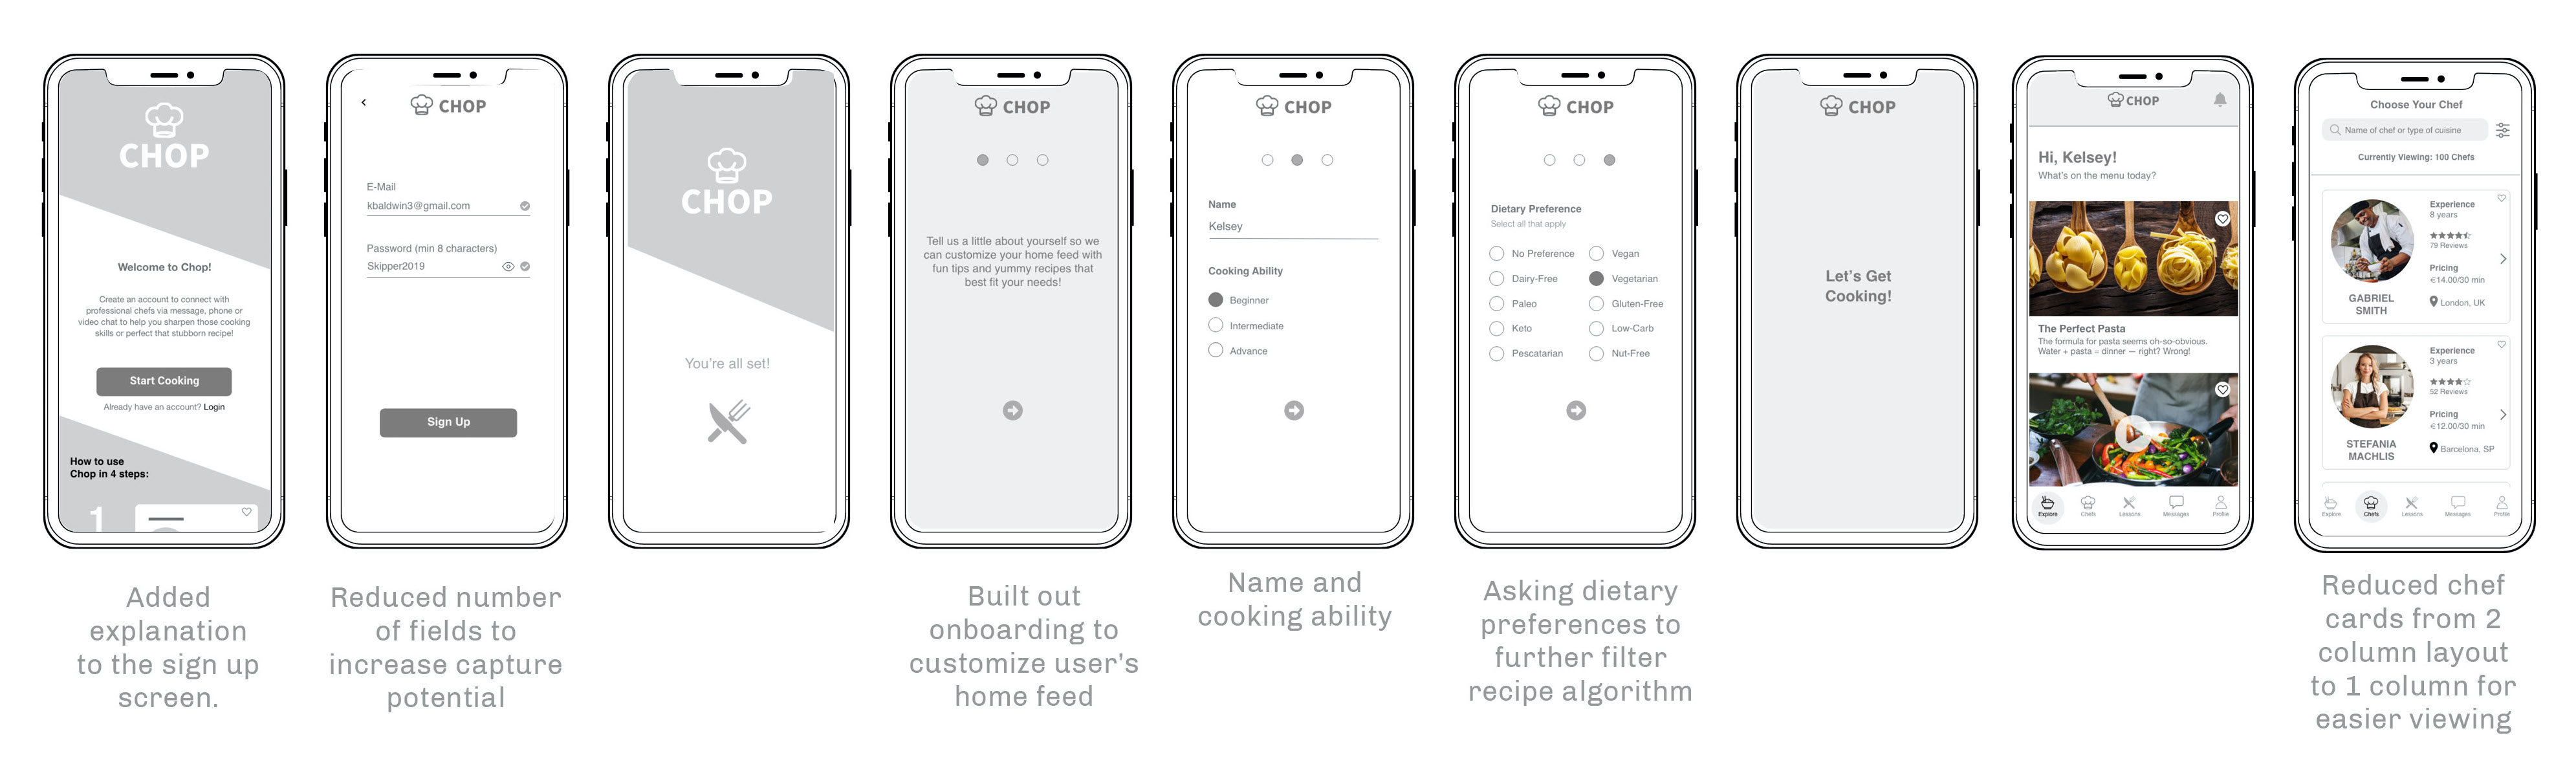 CHOP
Welcome to Chop!
Create an account to connect with
professional chefs via message, phone or
video chat to help you sharpen those cooking
skills or perfect that stubborn recipe!
Start Cooking
Already have an account? Login
How to use
Chop in 4 steps:
1
Added
explanation
to the sign up
screen.
CHOP
E-Mail
kbaldwin3@gmail.com
Password (min 8 characters)
Skipper2019
Sign Up
Reduced number
of fields to
increase capture
potential
CHOP
You're all set!
CHOP
Tell us a little about yourself so we
can customize your home feed with
fun tips and yummy recipes that
best fit your needs!
Built out
onboarding to
customize user's
home feed
CHOP
Name
Kelsey
Cooking Ability
Beginner
Intermediate
Advance
Name and
cooking ability
CHOP
Dietary Preference
Select all that apply
No Preference Vegan
Dairy-Free Vegetarian
Paleo Gluten-Free
Keto Low-Carb
Pescatarian Nut-Free
Asking dietary
preferences to
further filter
recipe algorithm
CHOP
Let's Get
Cooking!
CHOP
Hi, Kelsey!
What's on the menu today?
The Perfect Pasta
The formula for pasta seems oh-so-obvious.
Water + pasta = dinner — right? Wrong!
Explore Chefs Lessons Messages Profile
Choose Your Chef
Name of chef or type of cuisine
Currently Viewing: 100 Chefs
Experience
8 years
79 Reviews
Pricing
€14.00/30 min
London, UK
GABRIEL
SMITH
Experience
3 years
52 Reviews
Pricing
€12.00/30 min
Barcelona, SP
STEFANIA
MACHLIS
Explore Chefs Lessons Messages Profile
Reduced chef
cards from 2
column layout
to 1 column for
easier viewing